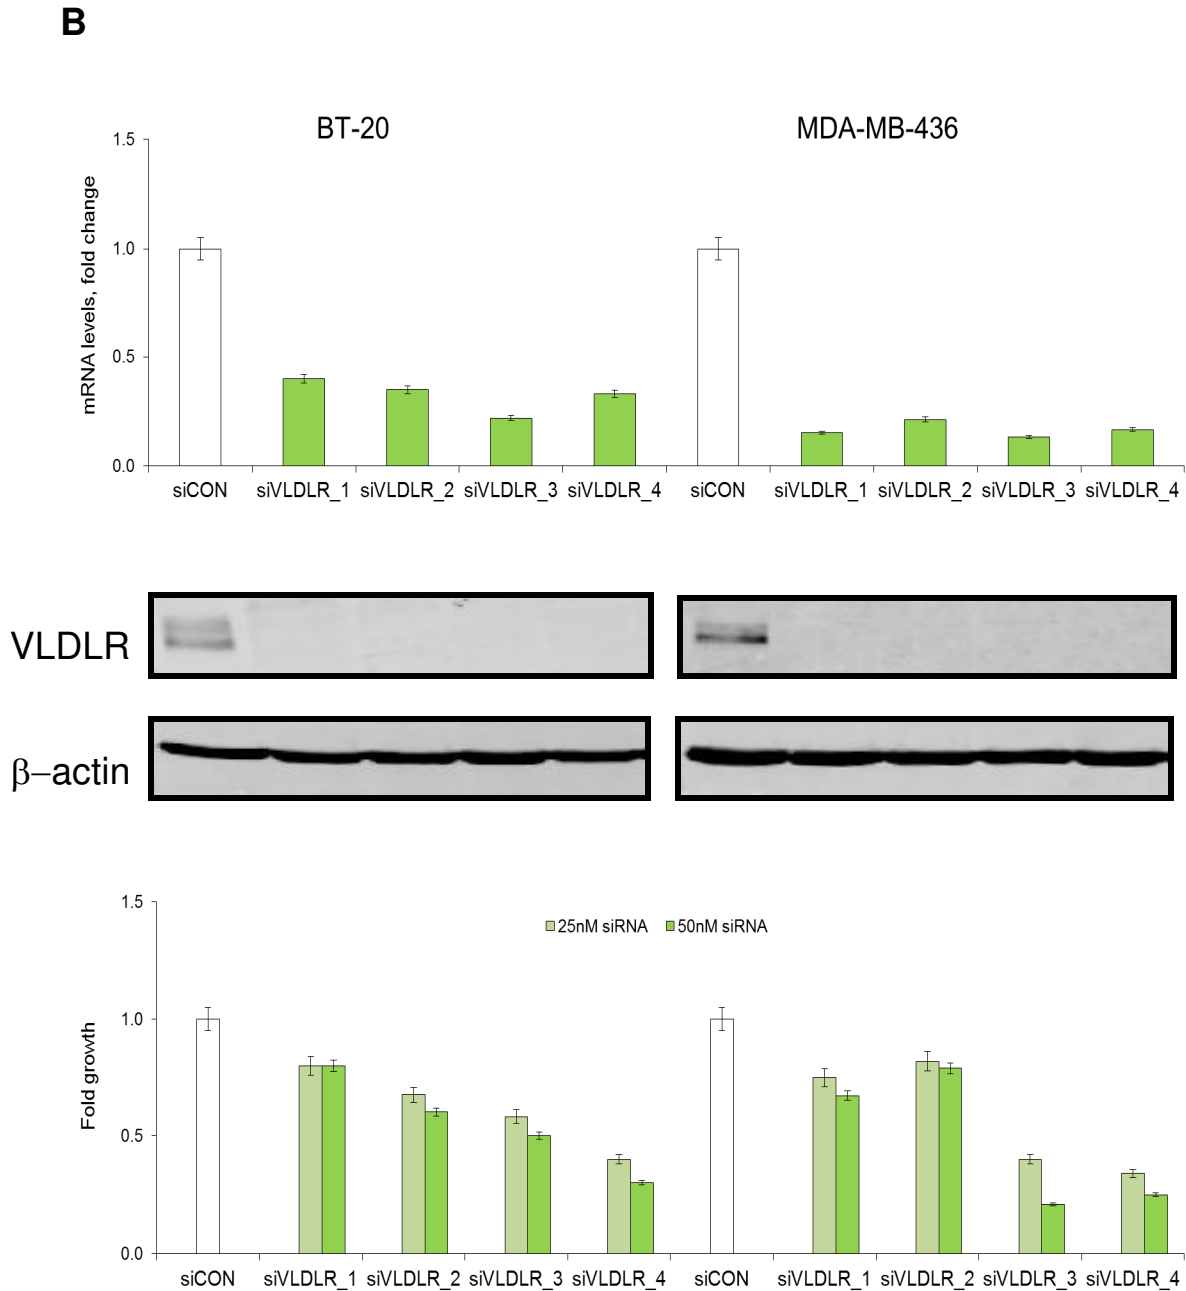 B
BT-20 MDA-MB-436
mRNA levels, fold change
1.5
1.0
0.5
0.0
siCON siVLDLR_1 siVLDLR_2 siVLDLR_3 siVLDLR_4 siCON siVLDLR_1 siVLDLR_2 siVLDLR_3 siVLDLR_4
VLDLR
β–actin
Fold growth
1.5
25nM siRNA 50nM siRNA
1.0
0.5
0.0
siCON siVLDLR_1 siVLDLR_2 siVLDLR_3 siVLDLR_4 siCON siVLDLR_1 siVLDLR_2 siVLDLR_3 siVLDLR_4